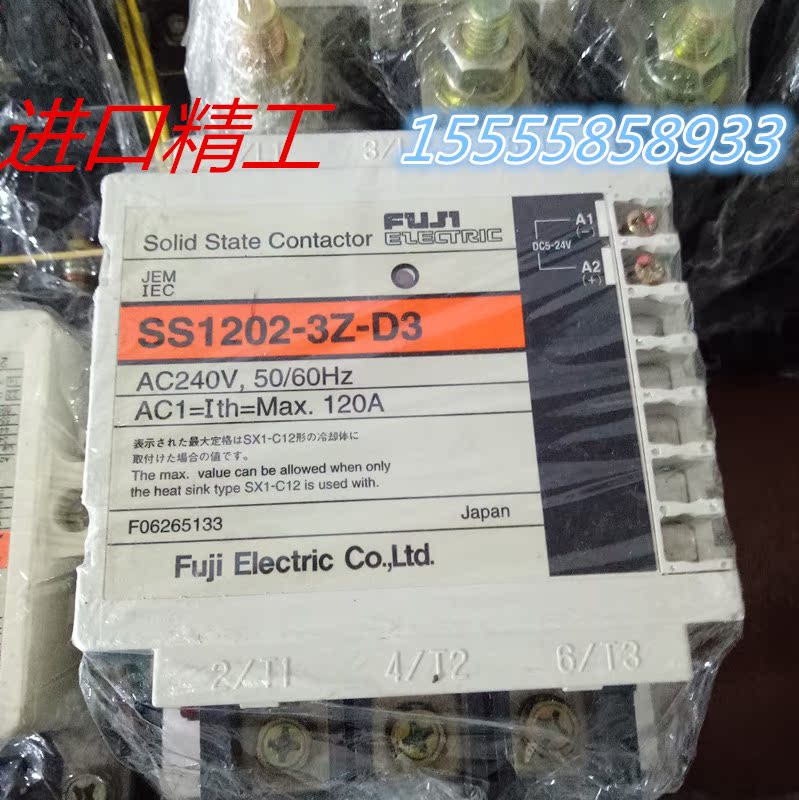 进口精工
15555858933
Solid State Contactor FUJI ELECTRIC
JEM
IEC
SS1202-3Z-D3
AC240V, 50/60Hz
AC1=Ith=Max. 120A
表示された最大定格はSX1-C12形の冷却体に
取付けた場合の値です。
The max. value can be allowed when only
the heat sink type SX1-C12 is used with.
F06265133 Japan
Fuji Electric Co.,Ltd.
A1
(-)
DC5-24V
A2
(+)
2/T1 4/T2 6/T3